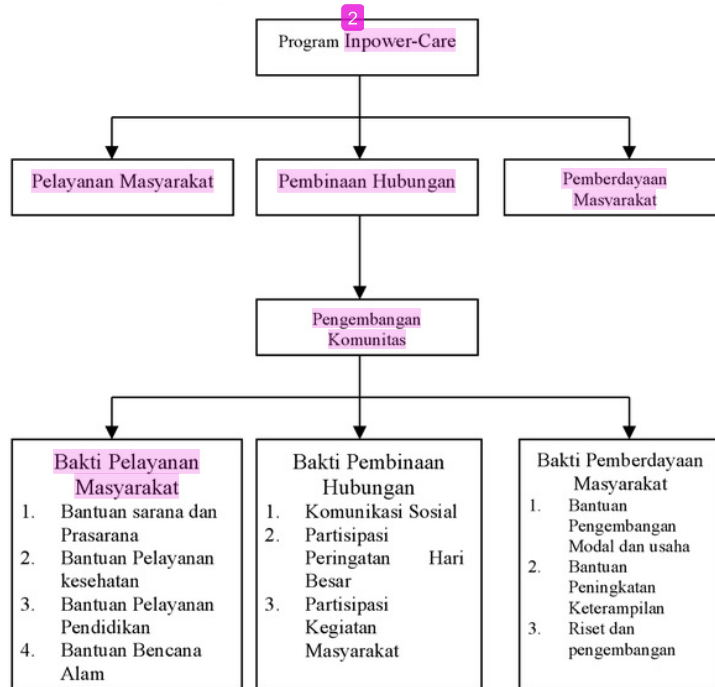 2
Program Inpower-Care
Pelayanan Masyarakat
Pembinaan Hubungan
Pemberdayaan
Masyarakat
Pengembangan
Komunitas
Bakti Pelayanan
Masyarakat
1. Bantuan sarana dan
Prasarana
2. Bantuan Pelayanan
kesehatan
3. Bantuan Pelayanan
Pendidikan
4. Bantuan Bencana
Alam
Bakti Pembinaan
Hubungan
1. Komunikasi Sosial
2. Partisipasi
Peringatan Hari
Besar
3. Partisipasi
Kegiatan
Masyarakat
Bakti Pemberdayaan
Masyarakat
1. Bantuan
Pengembangan
Modal dan usaha
2. Bantuan
Peningkatan
Keterampilan
3. Riset dan
pengembangan